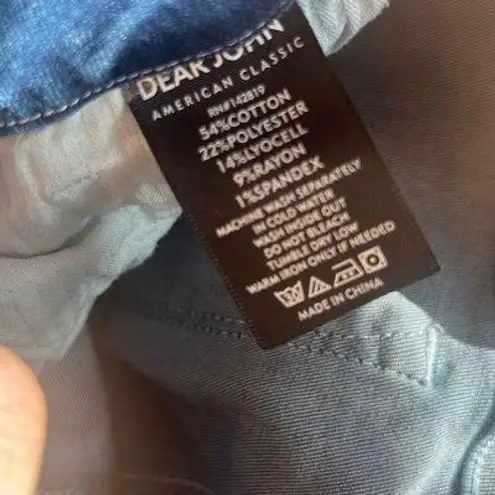 DEAR JOHN
AMERICAN CLASSIC
RN#142819
54%COTTON
22%POLYESTER
14%LYOCELL
9%RAYON
1%SPANDEX
MACHINE WASH SEPARATELY
IN COLD WATER
WASH INSIDE OUT
DO NOT BLEACH
TUMBLE DRY LOW
WARM IRON ONLY IF NEEDED
30
MADE IN CHINA